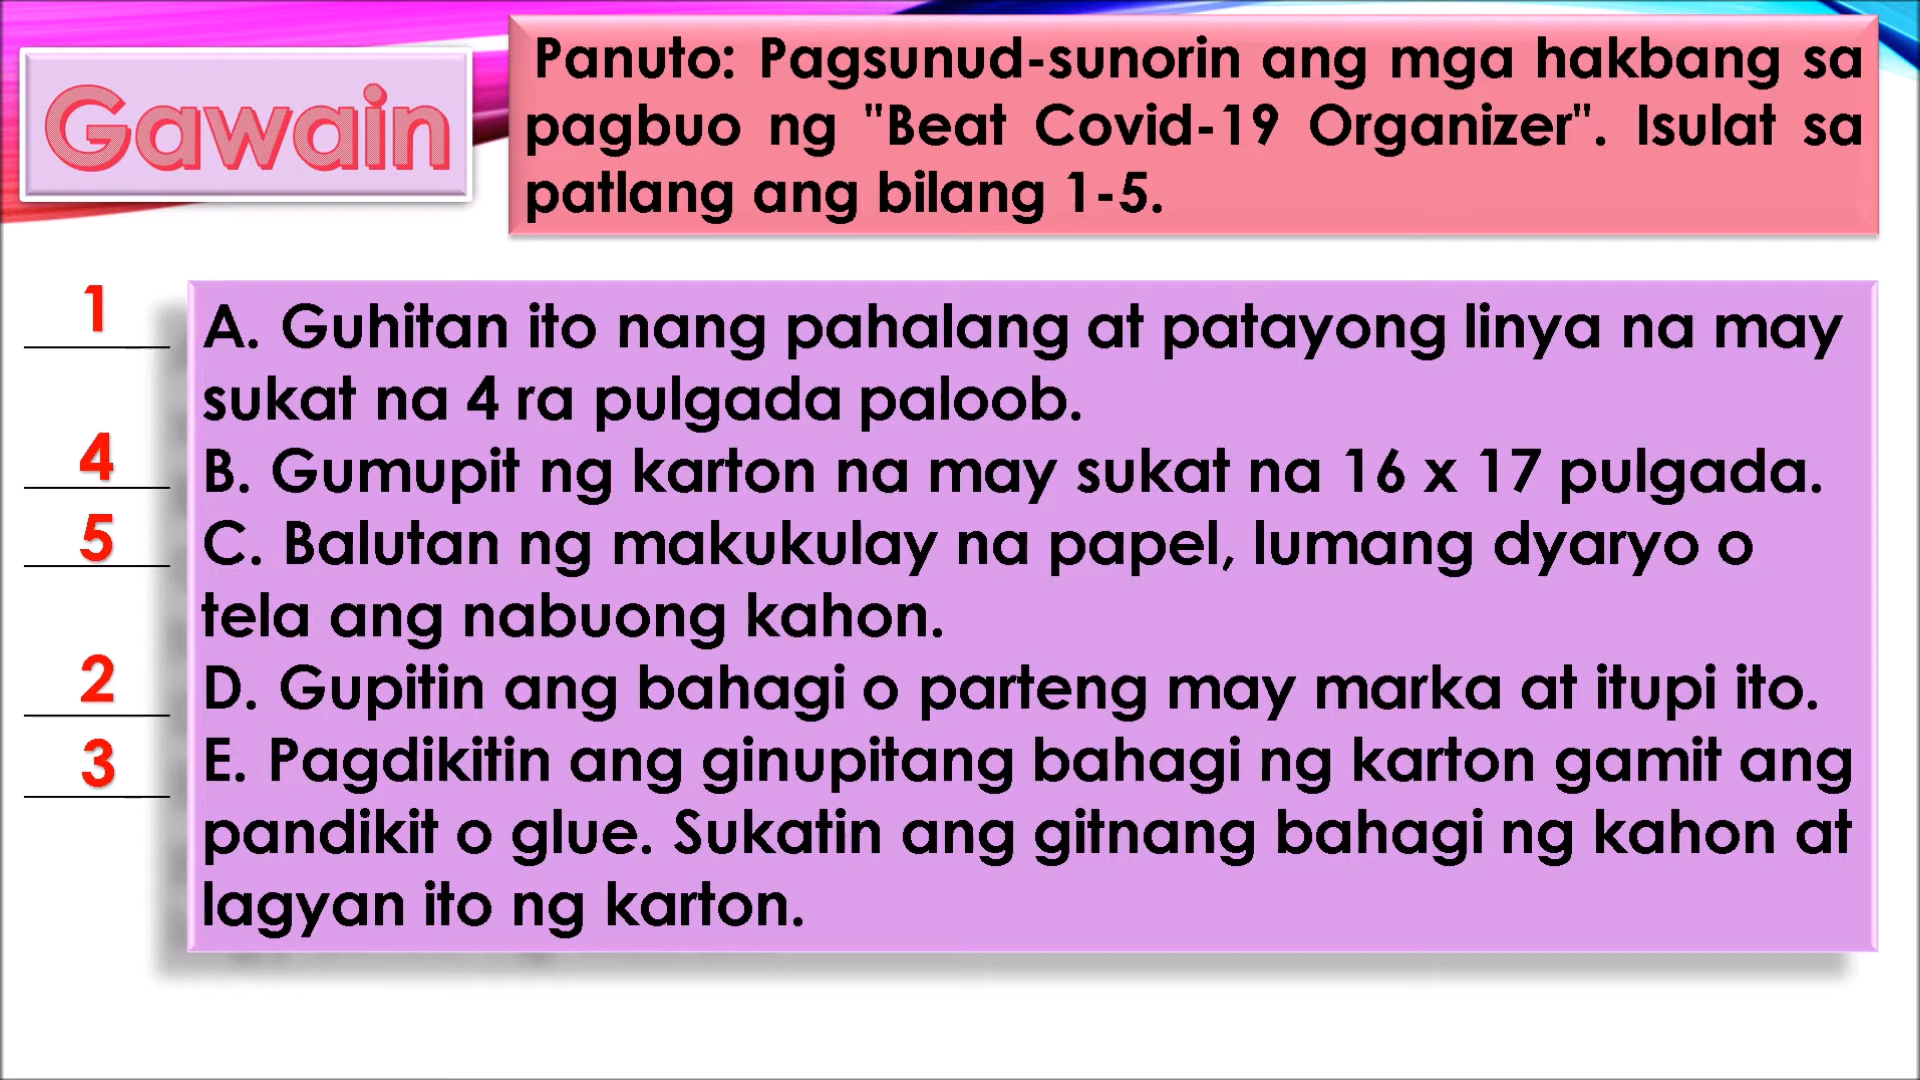 Gawain
Panuto: Pagsunud-sunorin ang mga hakbang sa
pagbuo ng "Beat Covid-19 Organizer". Isulat sa
patlang ang bilang 1-5.
1
A. Guhitan ito nang pahalang at patayong linya na may
sukat na 4 ra pulgada paloob.
4
B. Gumupit ng karton na may sukat na 16 x 17 pulgada.
5
C. Balutan ng makukulay na papel, lumang dyaryo o
tela ang nabuong kahon.
2
D. Gupitin ang bahagi o parteng may marka at itupi ito.
3
E. Pagdikitin ang ginupitang bahagi ng karton gamit ang
pandikit o glue. Sukatin ang gitnang bahagi ng kahon at
lagyan ito ng karton.